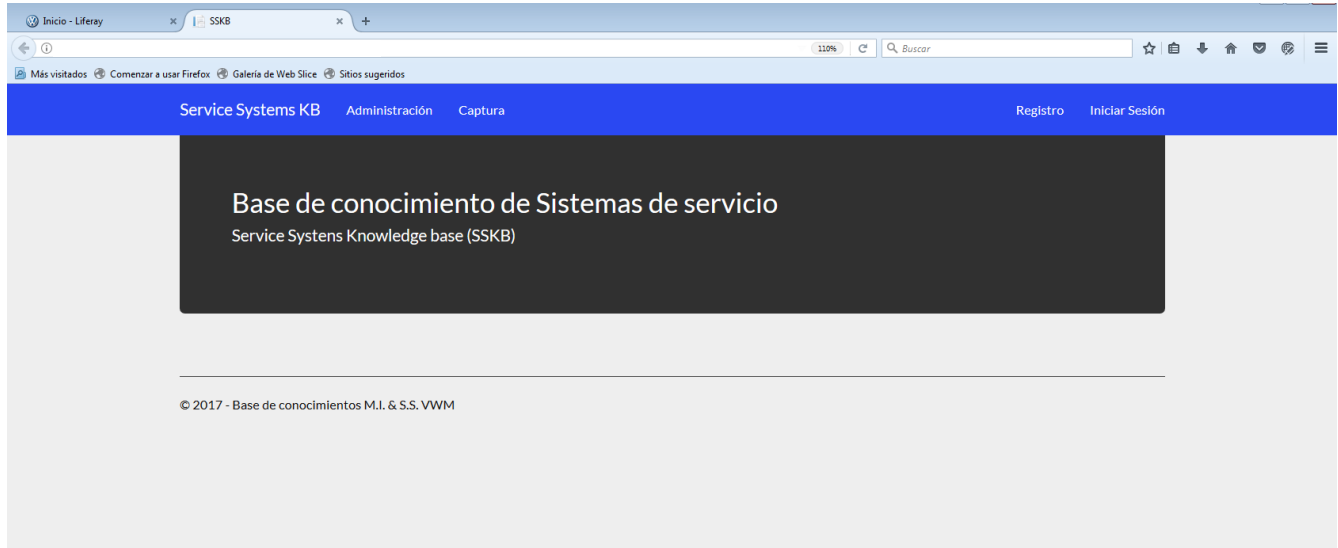 Inicio - Liferay
SSKB
110%
Buscar
Más visitados Comenzar a usar Firefox Galería de Web Slice Sitios sugeridos
Service Systems KB Administración Captura Registro Iniciar Sesión
Base de conocimiento de Sistemas de servicio
Service Systens Knowledge base (SSKB)
© 2017 - Base de conocimientos M.I. & S.S. VWM